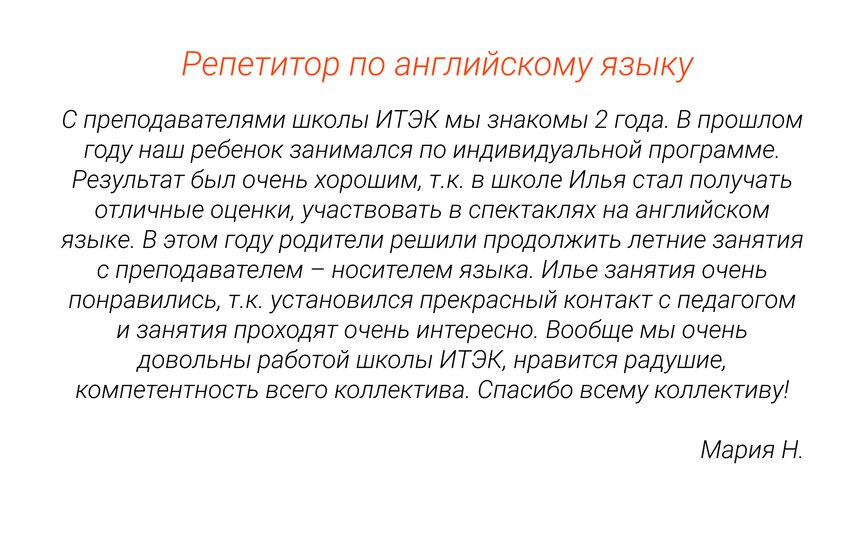 Репетитор по английскому языку
С преподавателями школы ИТЭК мы знакомы 2 года. В прошлом
году наш ребенок занимался по индивидуальной программе.
Результат был очень хорошим, т.к. в школе Илья стал получать
отличные оценки, участвовать в спектаклях на английском
языке. В этом году родители решили продолжить летние занятия
с преподавателем – носителем языка. Илье занятия очень
понравились, т.к. установился прекрасный контакт с педагогом
и занятия проходят очень интересно. Вообще мы очень
довольны работой школы ИТЭК, нравится радушие,
компетентность всего коллектива. Спасибо всему коллективу!
Мария Н.